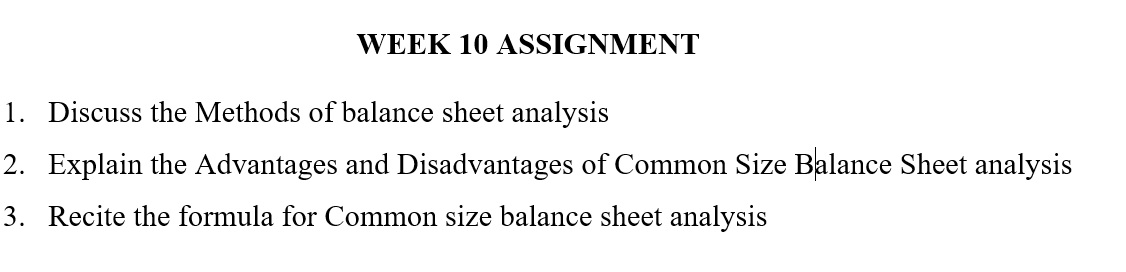 WEEK 10 ASSIGNMENT
1. Discuss the Methods of balance sheet analysis
2. Explain the Advantages and Disadvantages of Common Size Balance Sheet analysis
3. Recite the formula for Common size balance sheet analysis